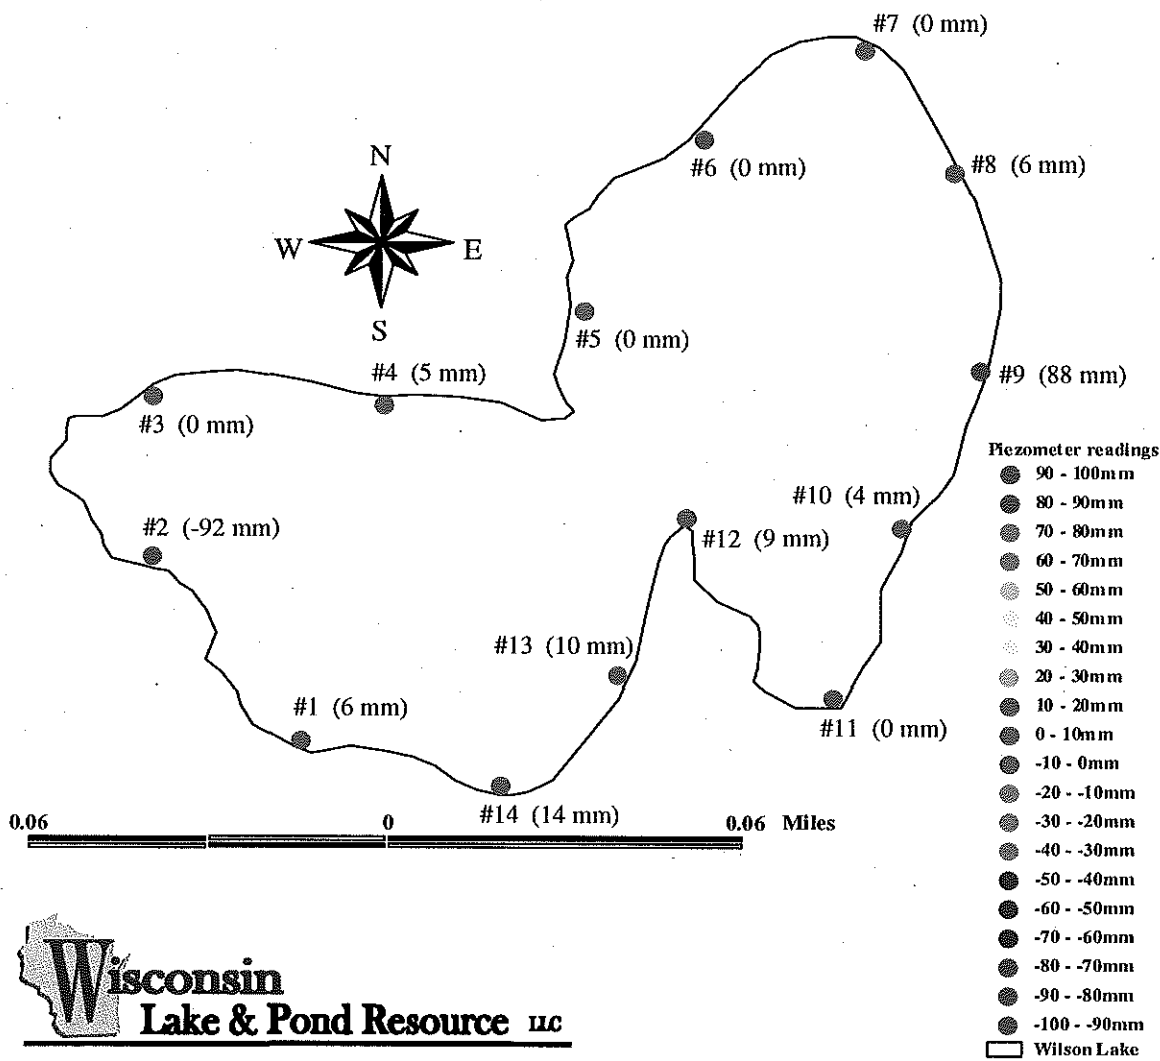 #7 (0 mm)
#6 (0 mm)
#8 (6 mm)
N
W E
S
#5 (0 mm)
#4 (5 mm)
#9 (88 mm)
#3 (0 mm)
#10 (4 mm)
#2 (-92 mm)
#12 (9 mm)
#13 (10 mm)
#1 (6 mm)
#11 (0 mm)
#14 (14 mm)
0.06 0 0.06 Miles
Piezometer readings
90 - 100mm
80 - 90mm
70 - 80mm
60 - 70mm
50 - 60mm
40 - 50mm
30 - 40mm
20 - 30mm
10 - 20mm
0 - 10mm
-10 - 0mm
-20 - -10mm
-30 - -20mm
-40 - -30mm
-50 - -40mm
-60 - -50mm
-70 - -60mm
-80 - -70mm
-90 - -80mm
-100 - -90mm
Wilson Lake
Wisconsin
Lake & Pond Resource LLC